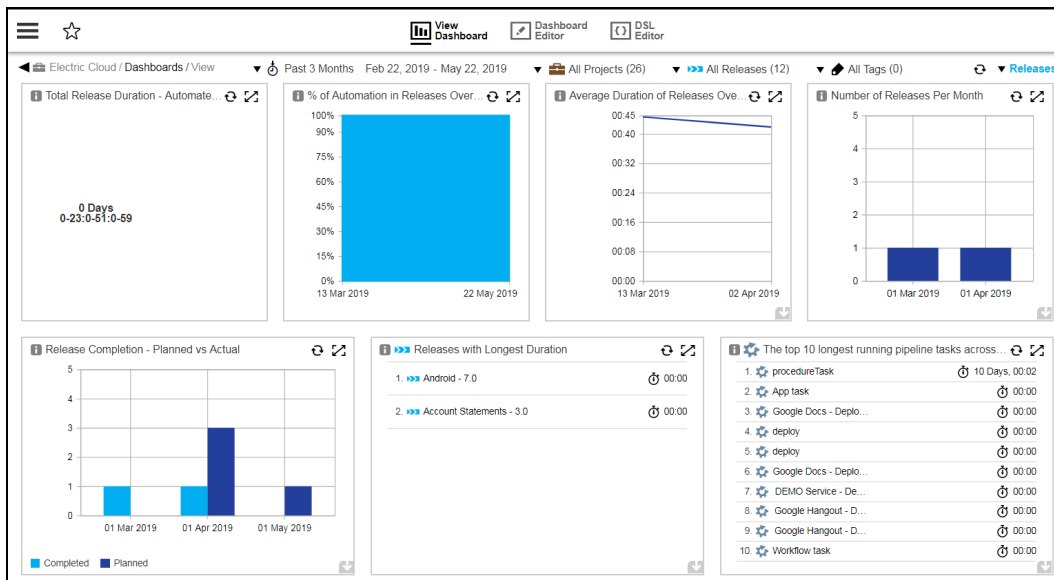 View Dashboard
Dashboard Editor
DSL Editor
Electric Cloud / Dashboards / View
Past 3 Months Feb 22, 2019 - May 22, 2019
All Projects (26)
All Releases (12)
All Tags (0)
Releases
Total Release Duration - Automate...
0 Days
0-23:0-51:0-59
% of Automation in Releases Over...
100%
90%
75%
60%
45%
30%
15%
0%
13 Mar 2019 22 May 2019
Average Duration of Releases Ove...
00:45
00:40
00:32
00:24
00:16
00:08
00:00
13 Mar 2019 02 Apr 2019
Number of Releases Per Month
5
4
3
2
1
0
01 Mar 2019 01 Apr 2019
Release Completion - Planned vs Actual
5
4
3
2
1
0
01 Mar 2019 01 Apr 2019 01 May 2019
Completed Planned
Releases with Longest Duration
1. Android - 7.0 00:00
2. Account Statements - 3.0 00:00
The top 10 longest running pipeline tasks across...
1. procedureTask 10 Days, 00:02
2. App task 00:00
3. Google Docs - Deplo... 00:00
4. deploy 00:00
5. deploy 00:00
6. Google Docs - Deplo... 00:00
7. DEMO Service - De... 00:00
8. Google Hangout - D... 00:00
9. Google Hangout - D... 00:00
10. Workflow task 00:00